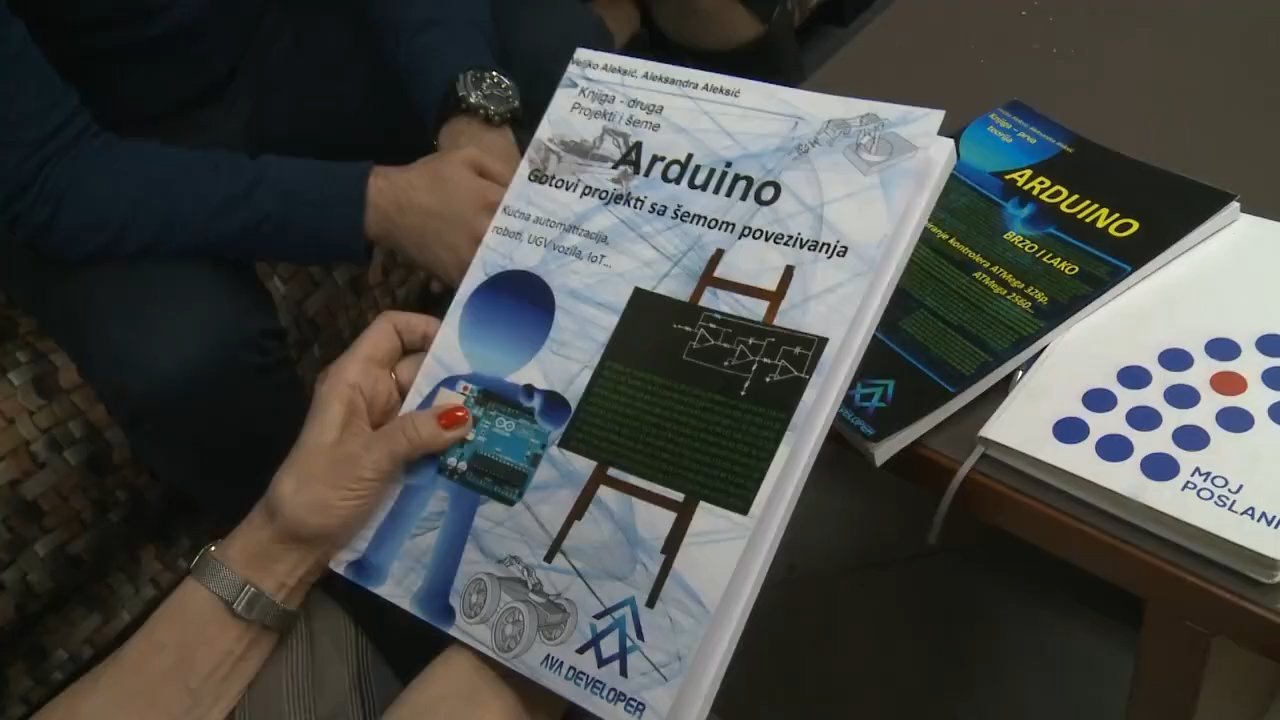 Veljko Aleksić, Aleksandra Aleksić
Knjiga - druga
Projekti i šeme
Arduino
Gotovi projekti sa šemom povezivanja
Kućna automatizacija,
roboti, UGV vozila, IoT...
AVA DEVELOPER
Knjiga - prva
teorija
ARDUINO
BRZO I LAKO
kontrolera ATMega 328p,
ATMega 2560...
MOJ